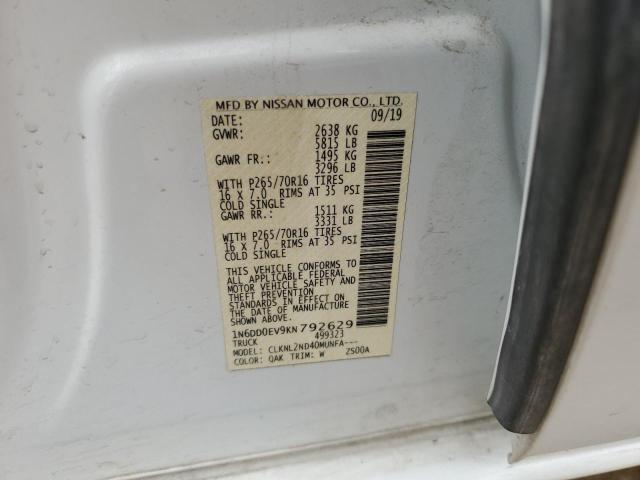 MFD BY NISSAN MOTOR CO., LTD.
DATE: 09/19
GVWR: 2638 KG
5815 LB
GAWR FR.: 1495 KG
3296 LB
WITH P265/70R16 TIRES
16 X 7.0 RIMS AT 35 PSI
COLD SINGLE
GAWR RR.: 1511 KG
3331 LB
WITH P265/70R16 TIRES
16 X 7.0 RIMS AT 35 PSI
COLD SINGLE
THIS VEHICLE CONFORMS TO
ALL APPLICABLE FEDERAL
MOTOR VEHICLE SAFETY AND
THEFT PREVENTION
STANDARDS IN EFFECT ON
THE DATE OF MANUFACTURE
SHOWN ABOVE.
1N6DD0EV9KN792629
TRUCK 499323
MODEL: CLKNL2ND40MUNFA---
COLOR: QAK TRIM: W ZS00A